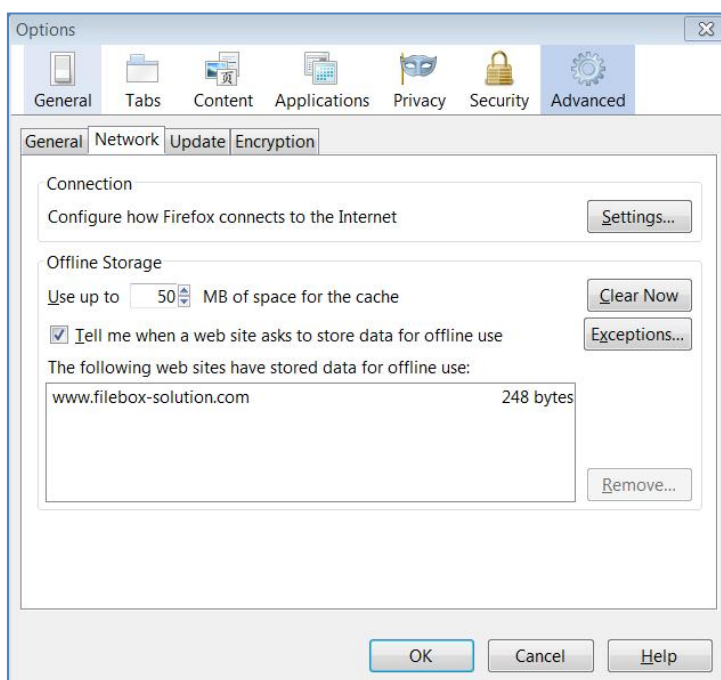 Options
General Tabs Content Applications Privacy Security Advanced
General Network Update Encryption
Connection
Configure how Firefox connects to the Internet Settings...
Offline Storage
Use up to 50 MB of space for the cache Clear Now
Tell me when a web site asks to store data for offline use Exceptions...
The following web sites have stored data for offline use:
www.filebox-solution.com 248 bytes
Remove...
OK Cancel Help